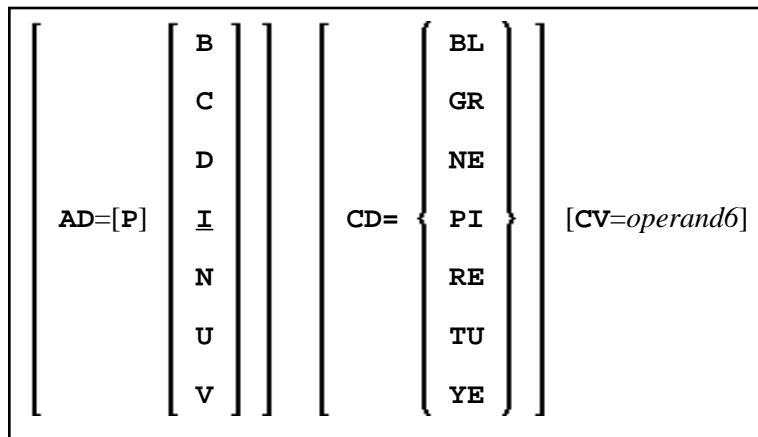 B BL
C GR
D NE
AD=[P] I CD= PI [CV=operand6]
N RE
U TU
V YE